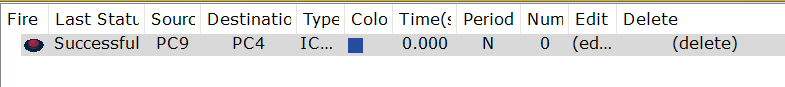 Fire Last Statu Sourc Destinatio Type Colo Time(s Period Num Edit Delete
Successful PC9 PC4 IC... 0.000 N 0 (ed... (delete)